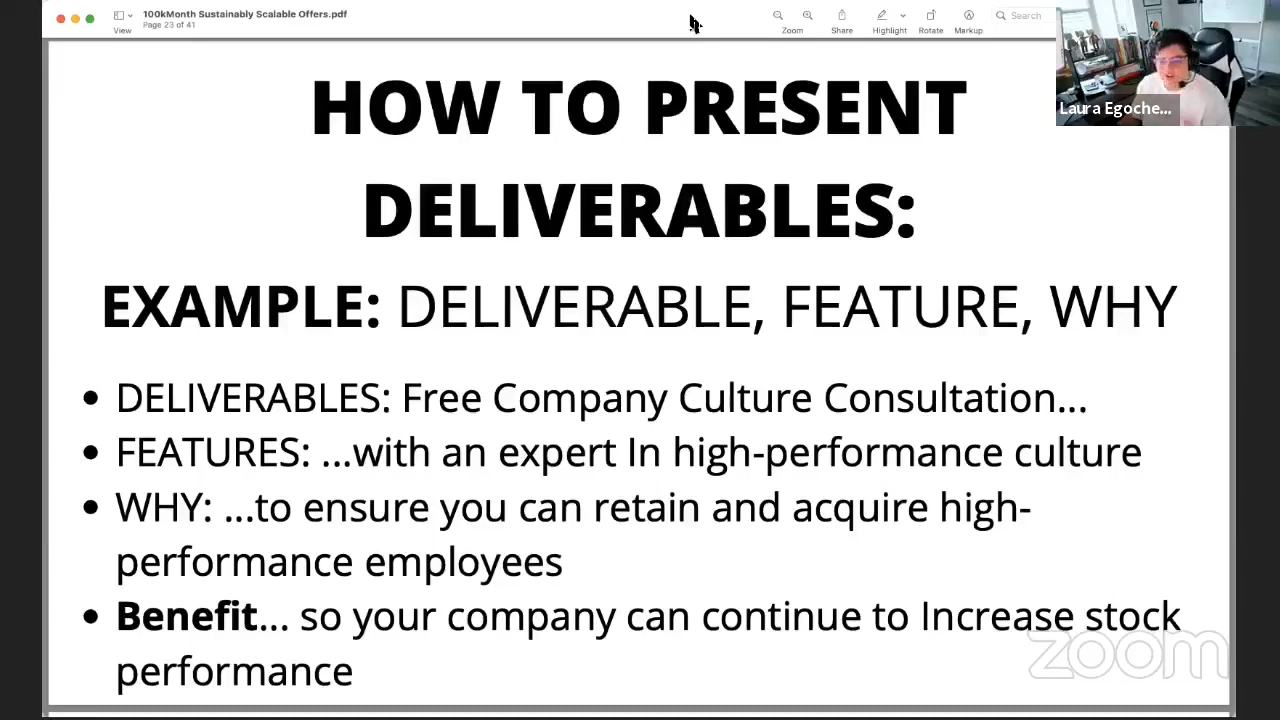 100kMonth Sustainably Scalable Offers.pdf
Page 23 of 41
View
Zoom
Share
Highlight
Rotate
Markup
Search
Laura Egoche...
HOW TO PRESENT
DELIVERABLES:
EXAMPLE: DELIVERABLE, FEATURE, WHY
• DELIVERABLES: Free Company Culture Consultation...
• FEATURES: ...with an expert In high-performance culture
• WHY: ...to ensure you can retain and acquire high-
performance employees
• Benefit... so your company can continue to Increase stock
performance
zoom